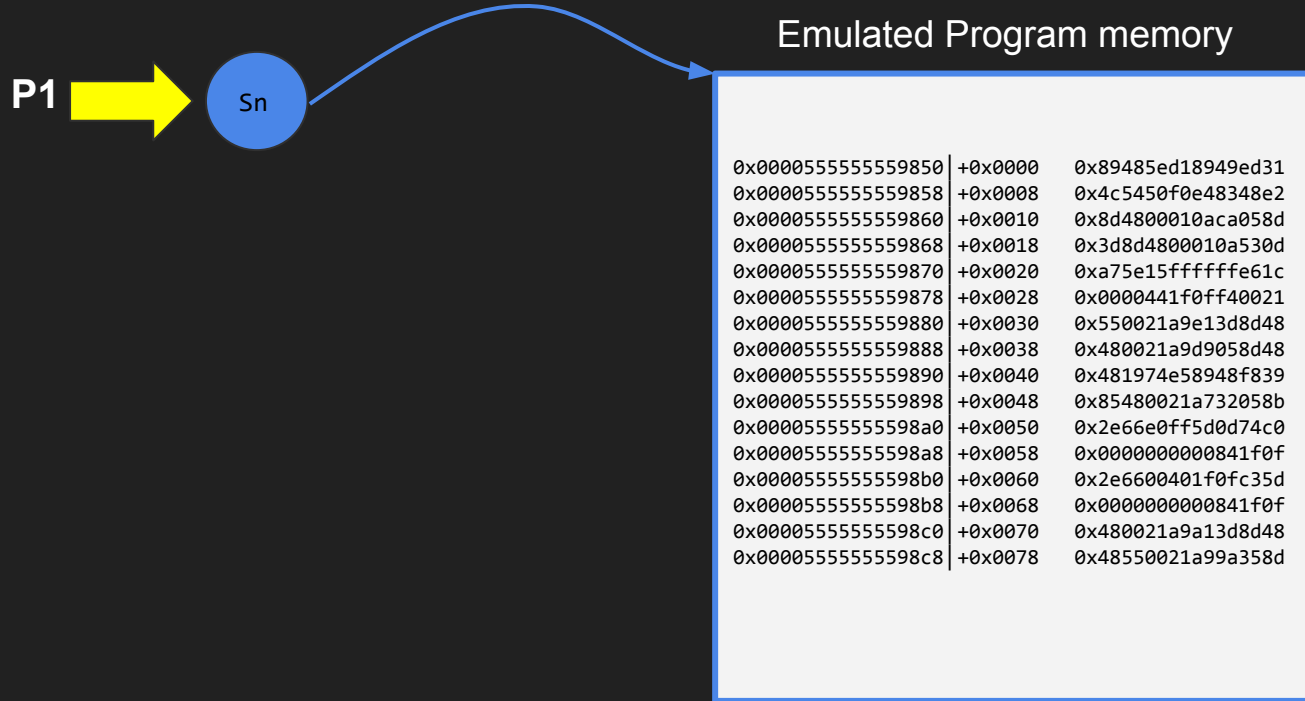 Emulated Program memory
P1
Sn
0x0000555555559850|+0x0000 0x89485ed18949ed31
0x0000555555559858|+0x0008 0x4c5450f0e48348e2
0x0000555555559860|+0x0010 0x8d4800010aca058d
0x0000555555559868|+0x0018 0x3d8d4800010a530d
0x0000555555559870|+0x0020 0xa75e15ffffffe61c
0x0000555555559878|+0x0028 0x0000441f0ff40021
0x0000555555559880|+0x0030 0x550021a9e13d8d48
0x0000555555559888|+0x0038 0x480021a9d9058d48
0x0000555555559890|+0x0040 0x481974e58948f839
0x0000555555559898|+0x0048 0x85480021a732058b
0x00005555555598a0|+0x0050 0x2e66e0ff5d0d74c0
0x00005555555598a8|+0x0058 0x0000000000841f0f
0x00005555555598b0|+0x0060 0x2e6600401f0fc35d
0x00005555555598b8|+0x0068 0x0000000000841f0f
0x00005555555598c0|+0x0070 0x480021a9a13d8d48
0x00005555555598c8|+0x0078 0x48550021a99a358d